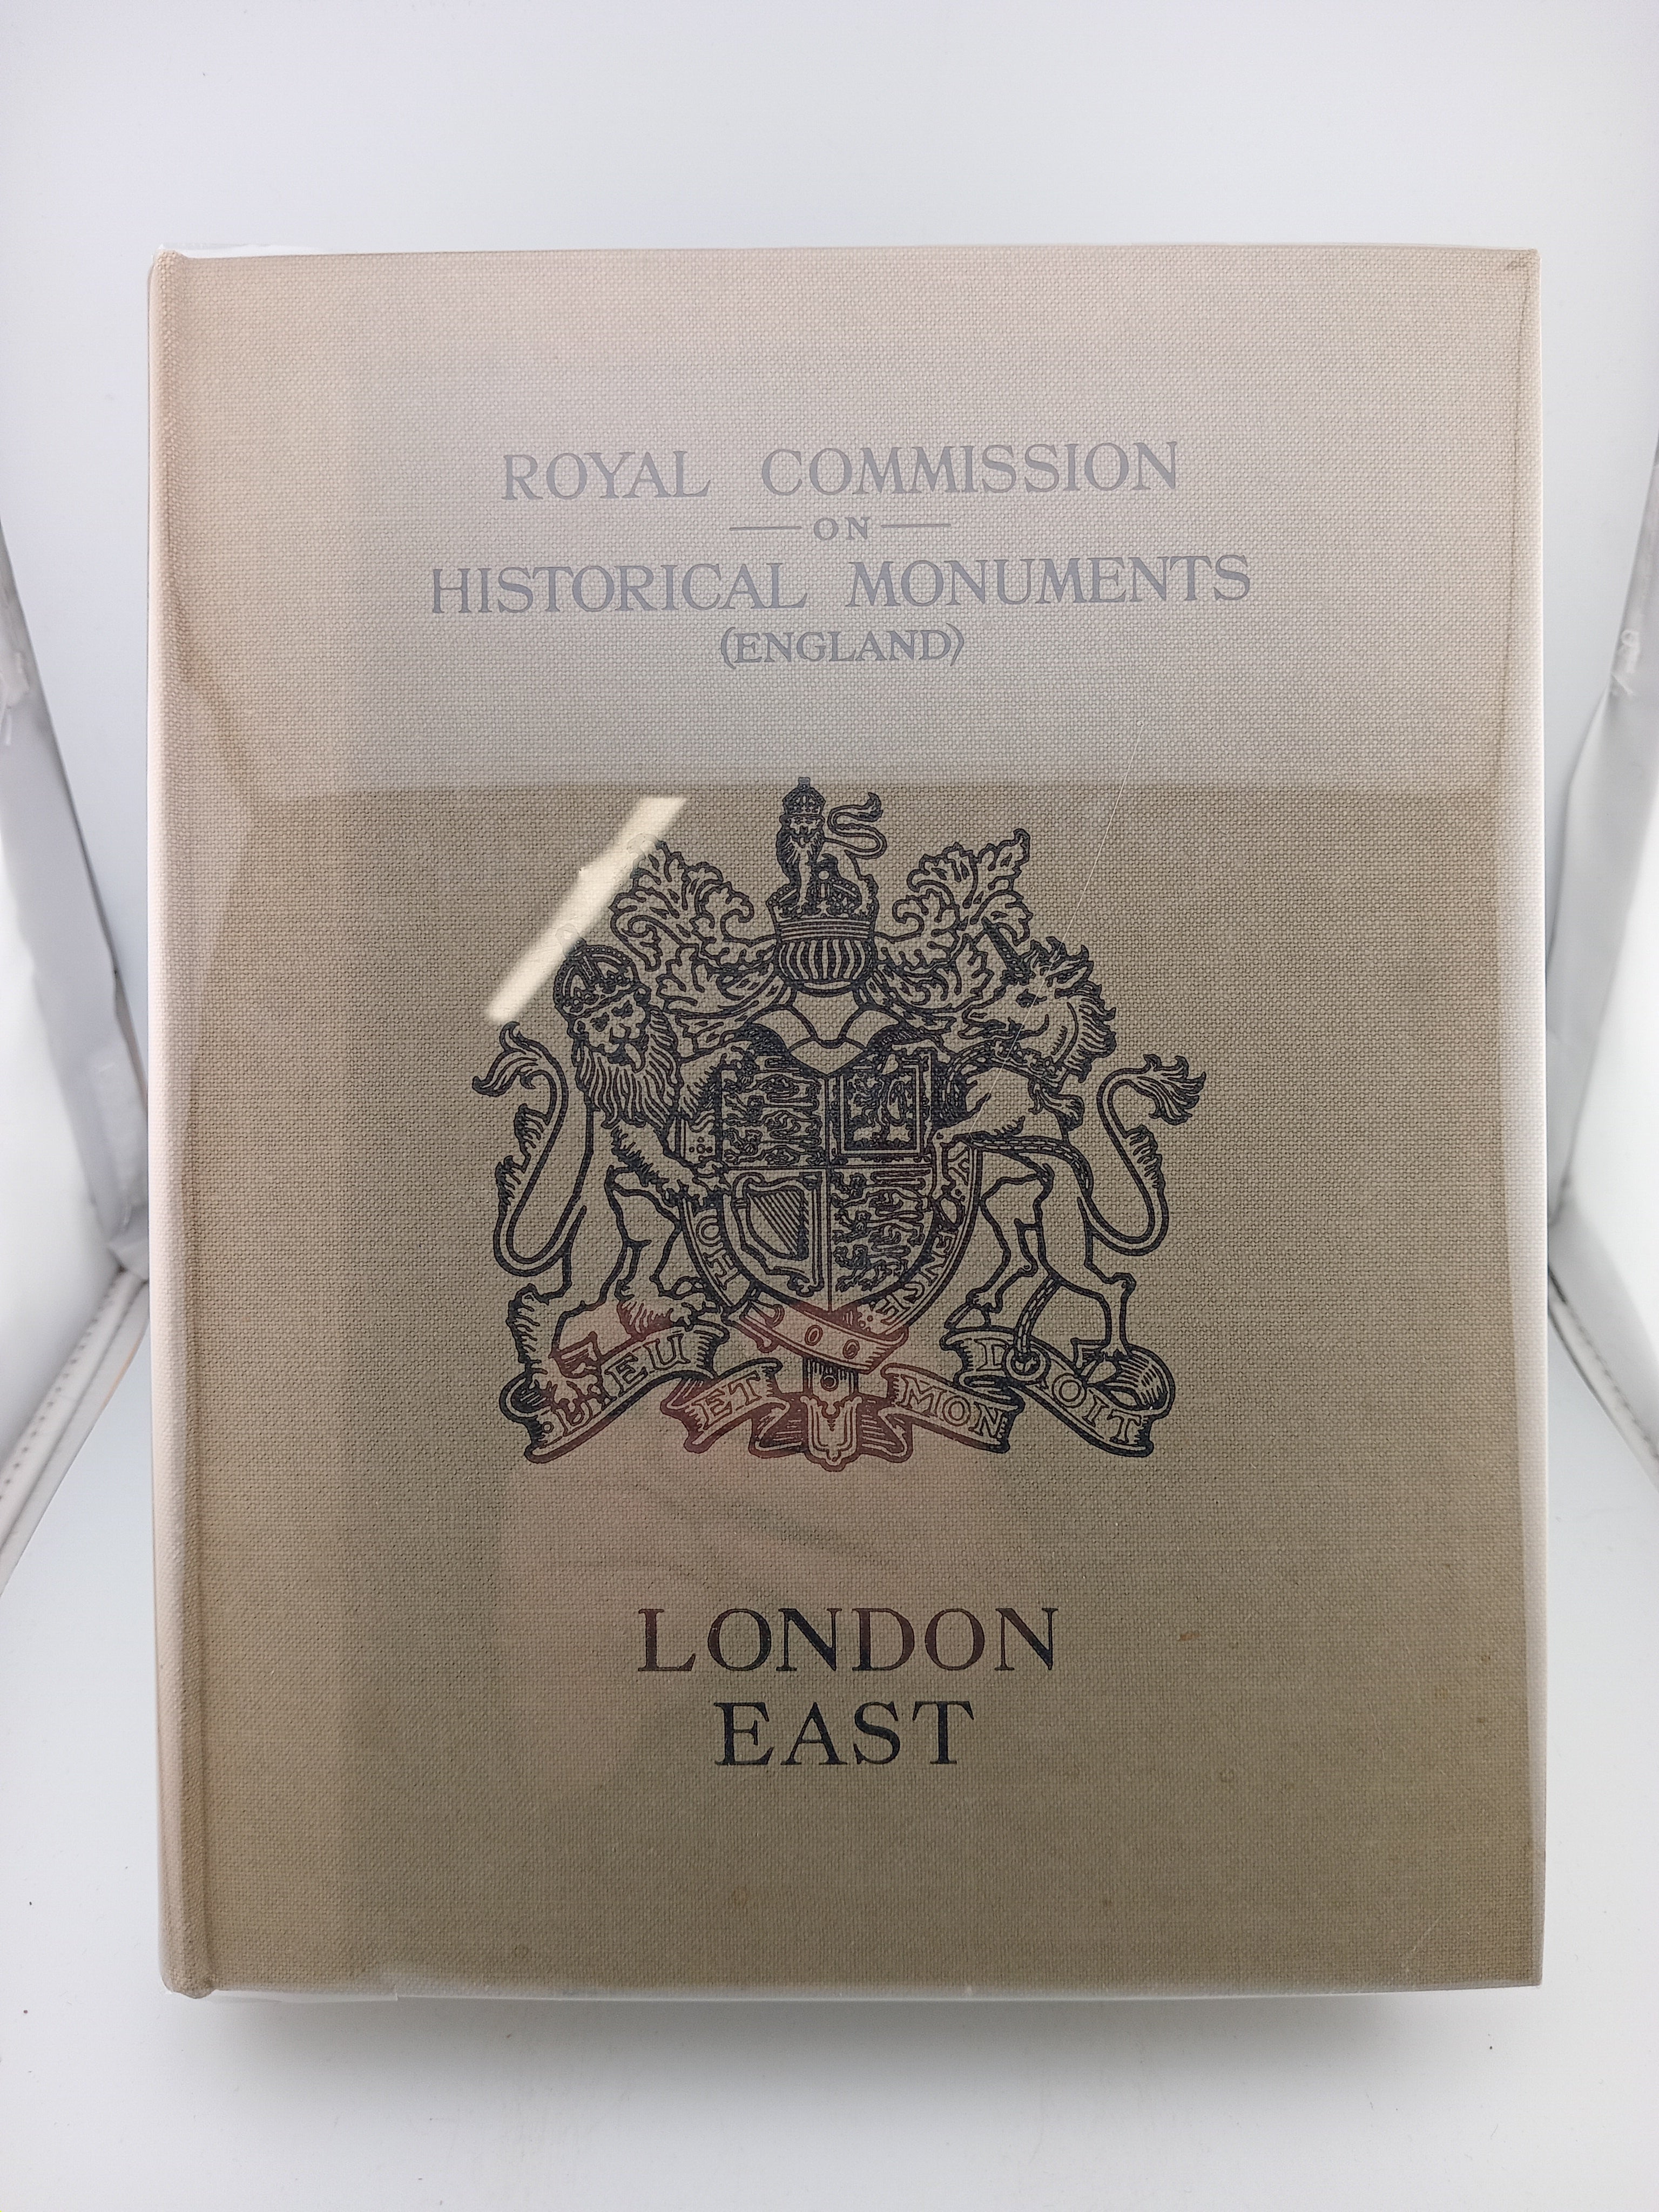 ROYAL COMMISSION
ON
HISTORICAL MONUMENTS
(ENGLAND)
DIEU ET MON DROIT
LONDON
EAST